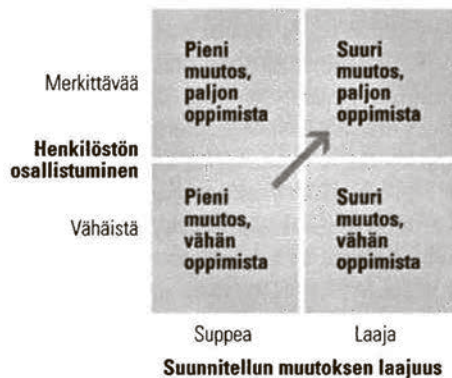 Merkittävää
Pieni
muutos,
paljon
oppimista
Suuri
muutos,
paljon
oppimista
Henkilöstön
osallistuminen
Vähäistä
Pieni
muutos,
vähän
oppimista
Suuri
muutos,
vähän
oppimista
Suppea
Laaja
Suunnitellun muutoksen laajuus